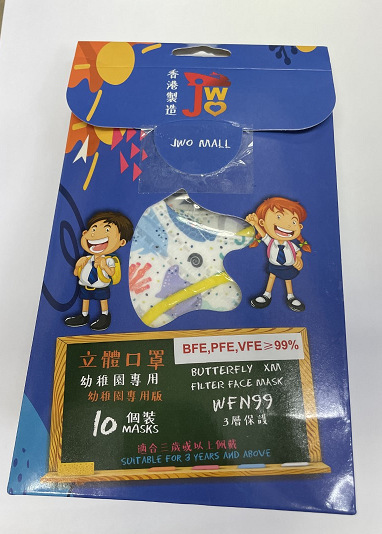 香港製造
JWO
JWO MALL
BFE,PFE,VFE≥99%
立體口罩
幼稚園專用
幼稚園專用版
10 個裝
MASKS
BUTTERFLY XM
FILTER FACE MASK
WFN99
3層保護
適合三歲或以上佩戴
SUITABLE FOR 3 YEARS AND ABOVE